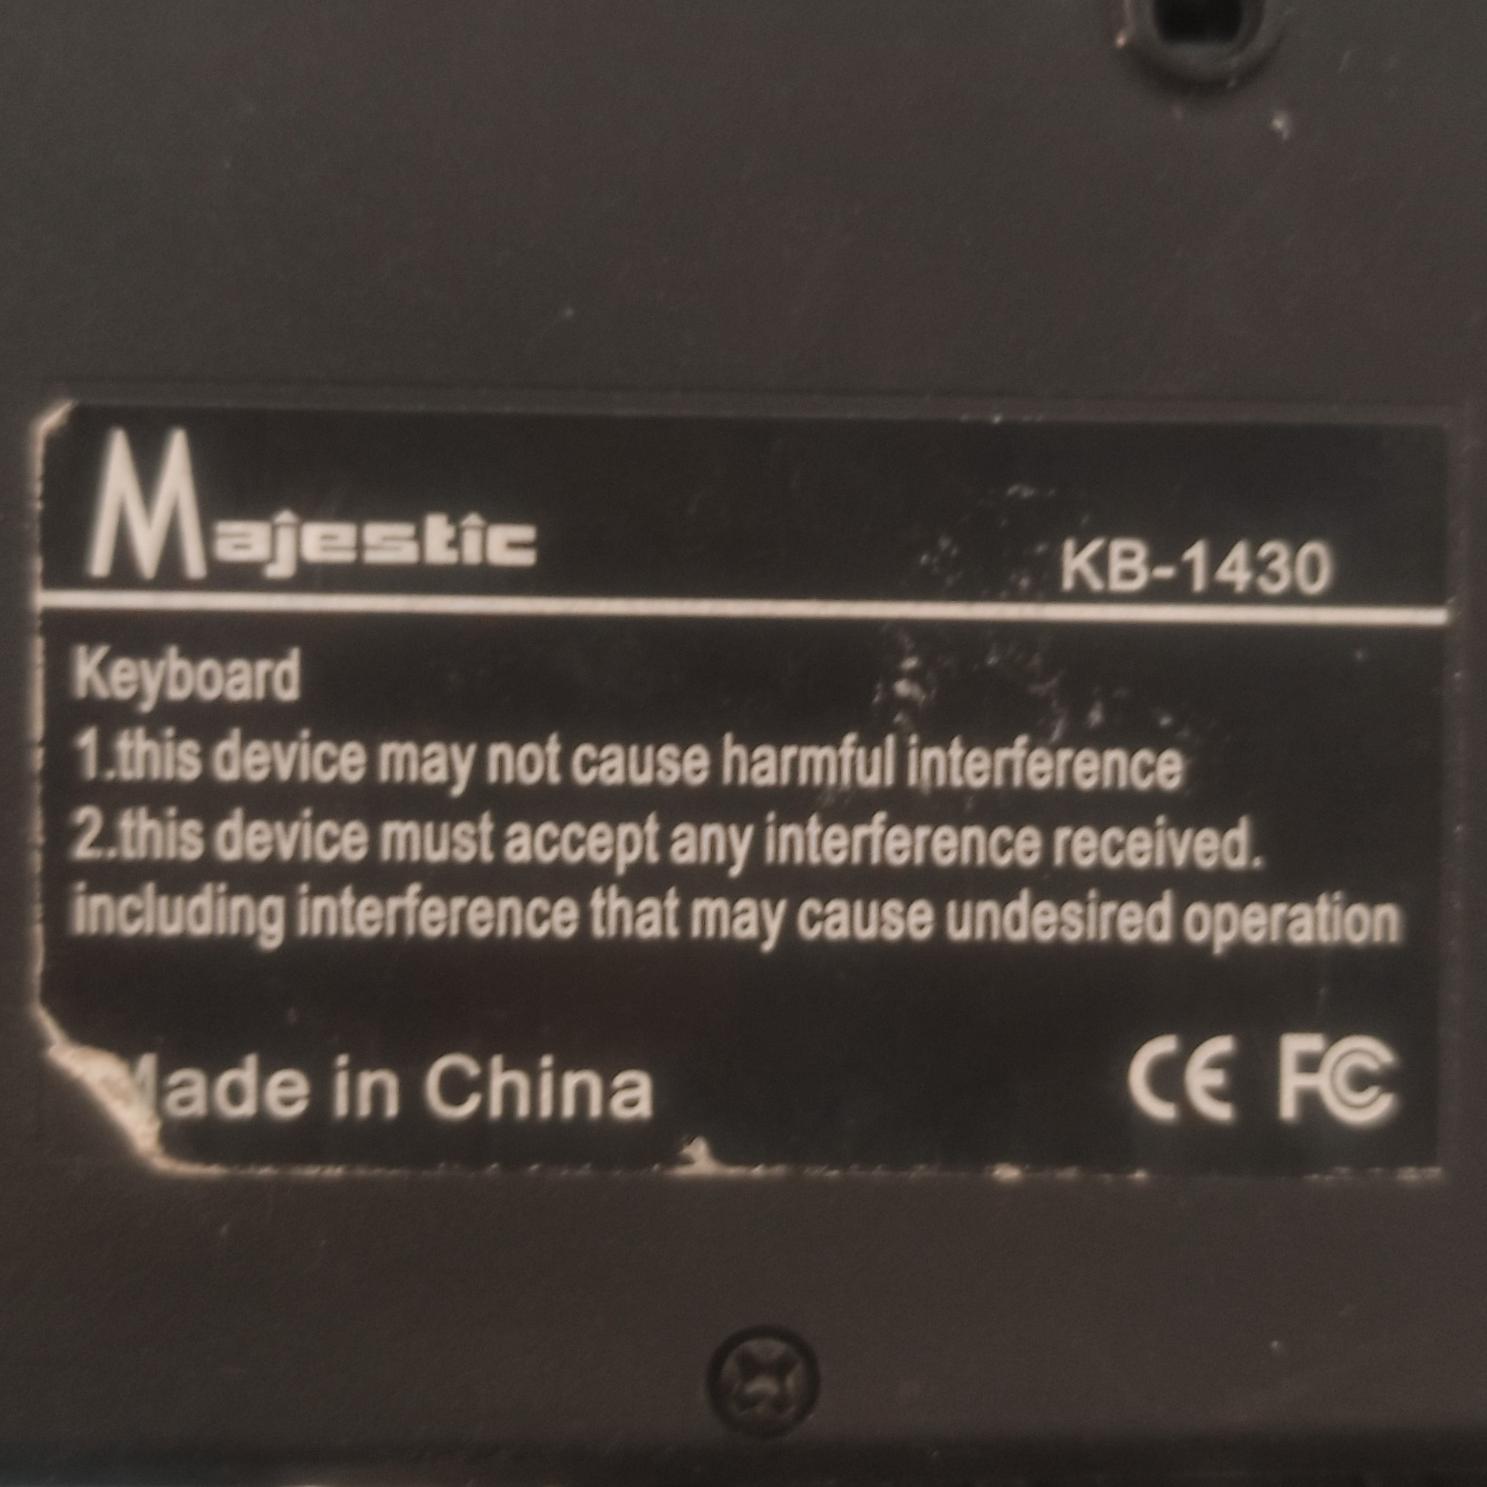 Majestic
KB-1430
Keyboard
1.this device may not cause harmful interference
2.this device must accept any interference received.
including interference that may cause undesired operation
Made in China
CE FC